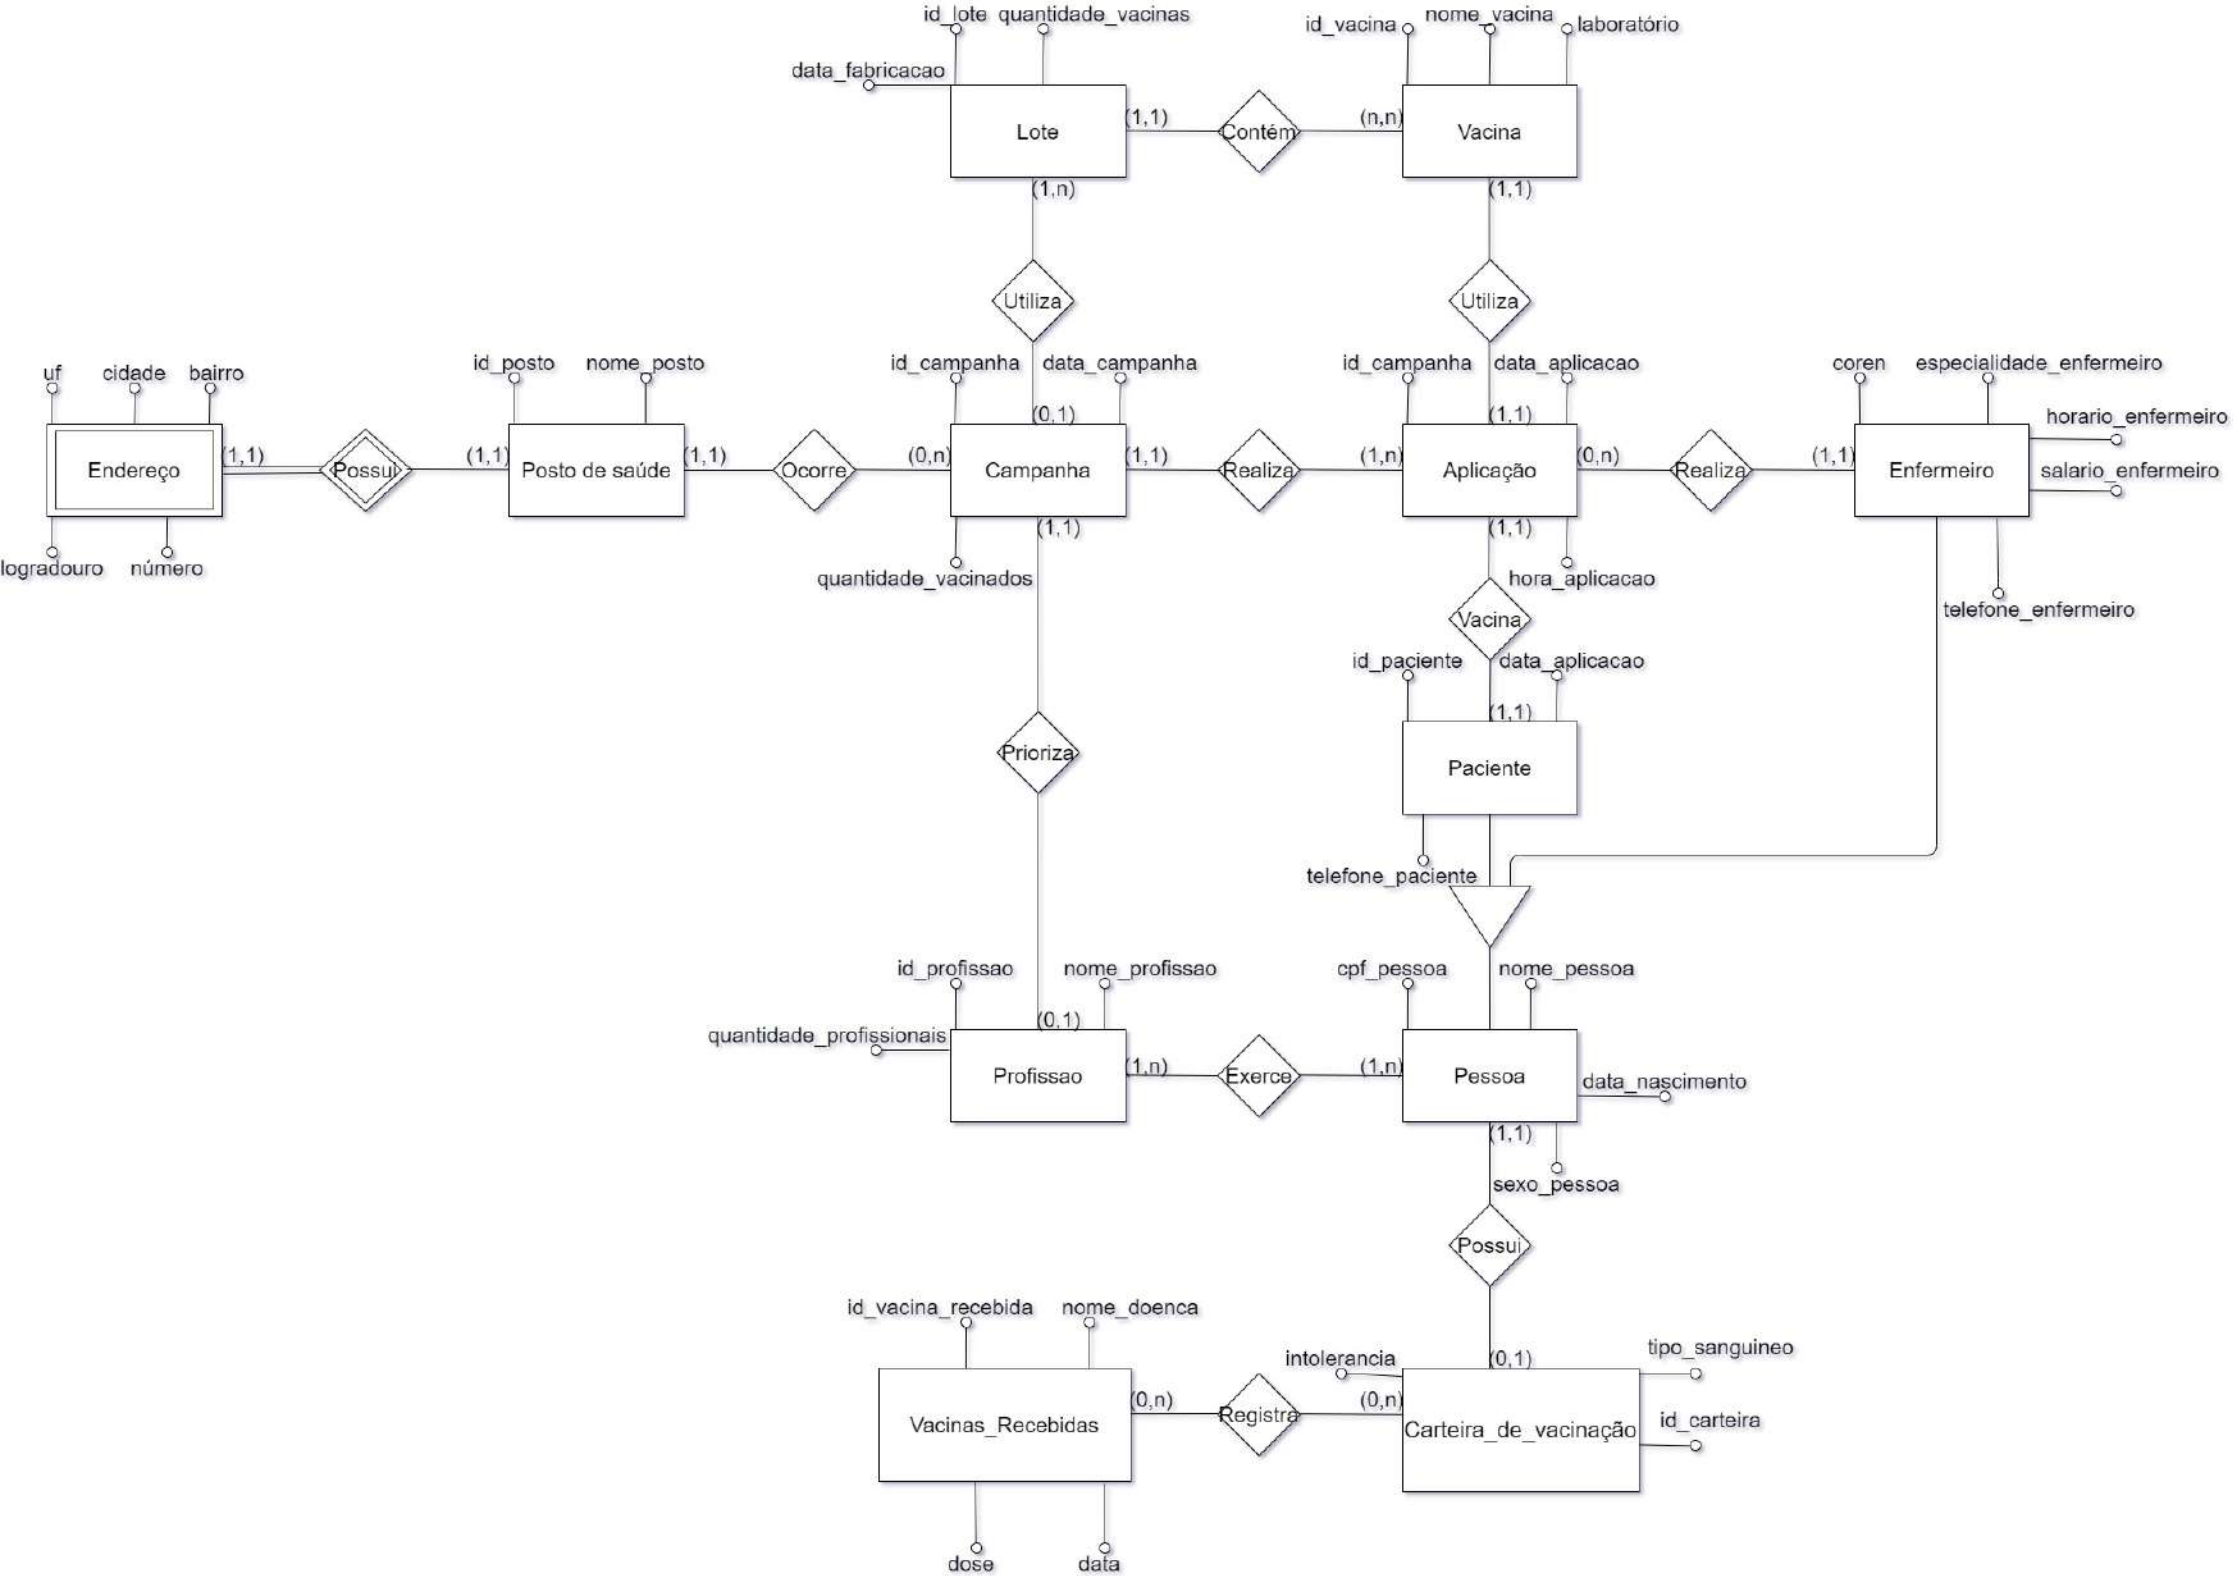 id_lote quantidade_vacinas
id_vacina nome_vacina laboratório
data_fabricacao
Lote (1,1) Contém (n,n) Vacina
(1,n) (1,1)
Utiliza Utiliza
uf cidade bairro id_posto nome_posto id_campanha data_campanha id_campanha data_aplicacao coren especialidade_enfermeiro
(0,1) (1,1) horario_enfermeiro
Endereço (1,1) Possui (1,1) Posto de saúde (1,1) Ocorre (0,n) Campanha (1,1) Realiza (1,n) Aplicação (0,n) Realiza (1,1) Enfermeiro salario_enfermeiro
(1,1) (1,1)
logradouro número quantidade_vacinados hora_aplicacao
telefone_enfermeiro
Vacina
id_paciente data_aplicacao
(1,1)
Prioriza Paciente
telefone_paciente
id_profissao nome_profissao cpf_pessoa nome_pessoa
(0,1)
quantidade_profissionais
Profissao (1,n) Exerce (1,n) Pessoa data_nascimento
(1,1)
sexo_pessoa
Possui
id_vacina_recebida nome_doenca
intolerancia (0,1) tipo_sanguineo
Vacinas_Recebidas (0,n) Registra (0,n) Carteira_de_vacinação id_carteira
dose data